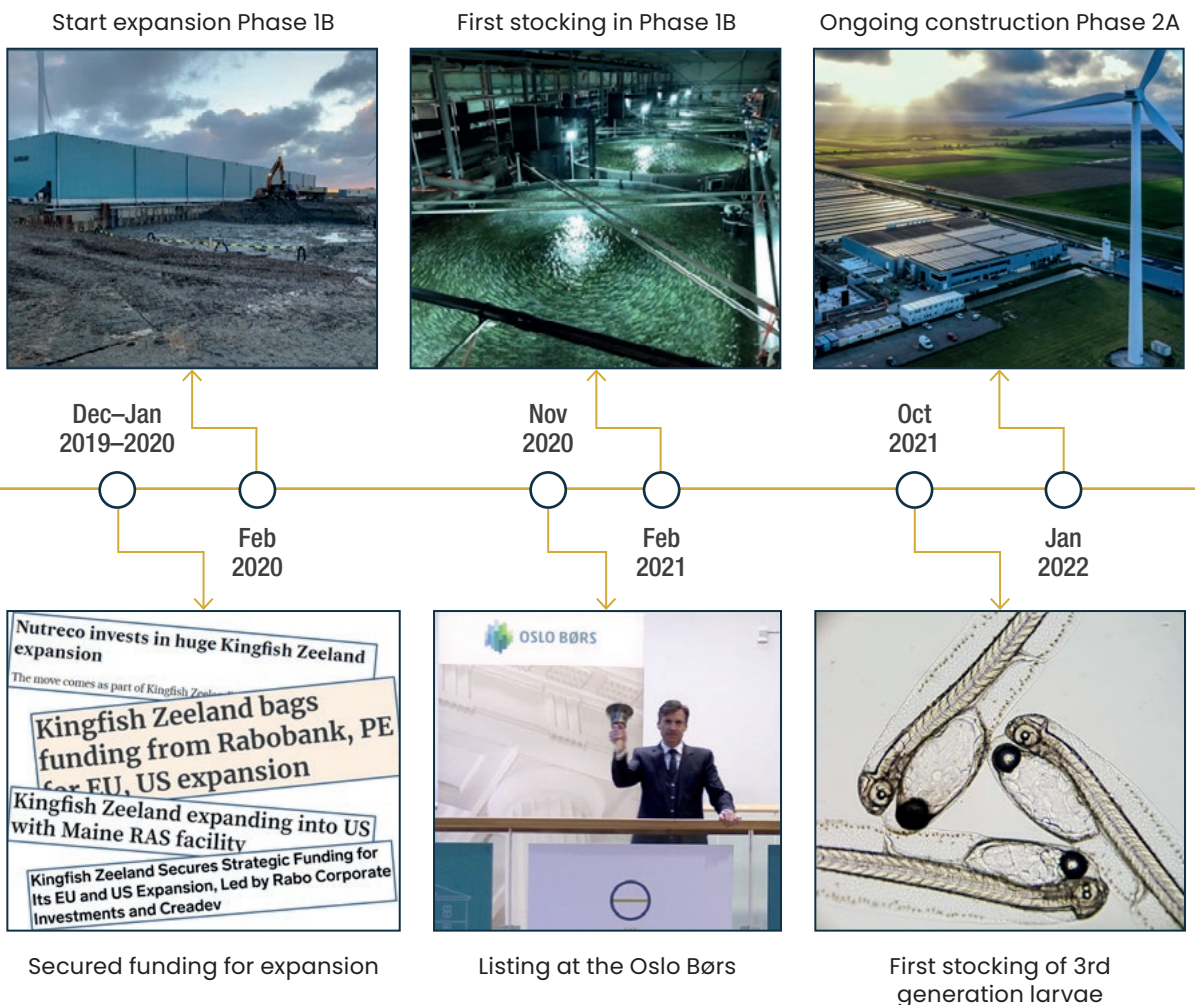 Start expansion Phase 1B
First stocking in Phase 1B
Ongoing construction Phase 2A
Dec–Jan
2019–2020
Nov
2020
Oct
2021
Feb
2020
Feb
2021
Jan
2022
Nutreco invests in huge Kingfish Zeeland
expansion
The move comes as part of Kingfish
Kingfish Zeeland bags
funding from Rabobank, PE
for EU, US expansion
Kingfish Zeeland expanding into US
with Maine RAS facility
Kingfish Zeeland Secures Strategic Funding for
Its EU and US Expansion, Led by Rabo Corporate
Investments and Creadev
OSLO BØRS
Secured funding for expansion
Listing at the Oslo Børs
First stocking of 3rd
generation larvae